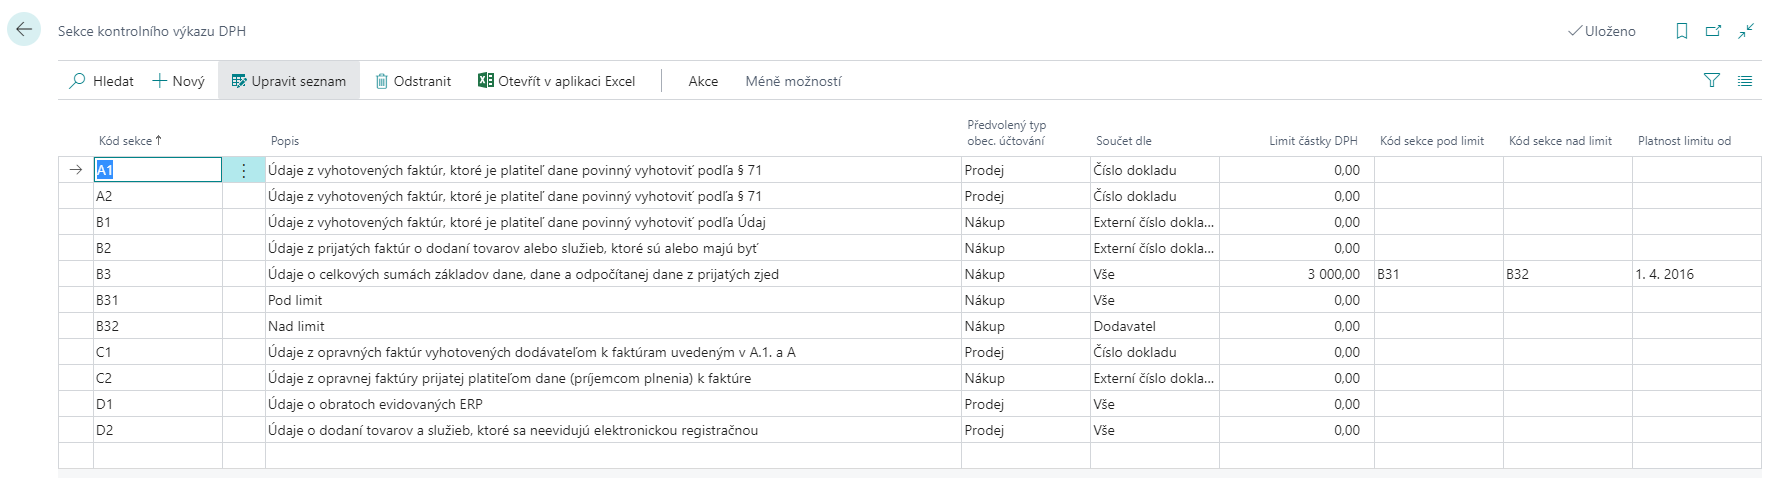 Sekce kontrolního výkazu DPH
Uloženo
Hledat Nový Upravit seznam Odstranit Otevřít v aplikaci Excel Akce Méně možností
Kód sekce Popis Předvolený typ obec. účtování Součet dle Limit částky DPH Kód sekce pod limit Kód sekce nad limit Platnost limitu od
A1 Údaje z vyhotovených faktúr, ktoré je platiteľ dane povinný vyhotoviť podľa § 71 Prodej Číslo dokladu 0,00
A2 Údaje z vyhotovených faktúr, ktoré je platiteľ dane povinný vyhotoviť podľa § 71 Prodej Číslo dokladu 0,00
B1 Údaje z vyhotovených faktúr, ktoré je platiteľ dane povinný vyhotoviť podľa Údaj Nákup Externí číslo dokla... 0,00
B2 Údaje z prijatých faktúr o dodaní tovarov alebo služieb, ktoré sú alebo majú byť Nákup Externí číslo dokla... 0,00
B3 Údaje o celkových sumách základov dane, dane a odpočítanej dane z prijatých zjed Nákup Vše 3 000,00 B31 B32 1. 4. 2016
B31 Pod limit Nákup Vše 0,00
B32 Nad limit Nákup Dodavatel 0,00
C1 Údaje z opravných faktúr vyhotovených dodávateľom k faktúram uvedeným v A.1. a A Prodej Číslo dokladu 0,00
C2 Údaje z opravnej faktúry prijatej platiteľom dane (príjemcom plnenia) k faktúre Nákup Externí číslo dokla... 0,00
D1 Údaje o obratoch evidovaných ERP Prodej Vše 0,00
D2 Údaje o dodaní tovarov a služieb, ktoré sa neevidujú elektronickou registračnou Prodej Vše 0,00